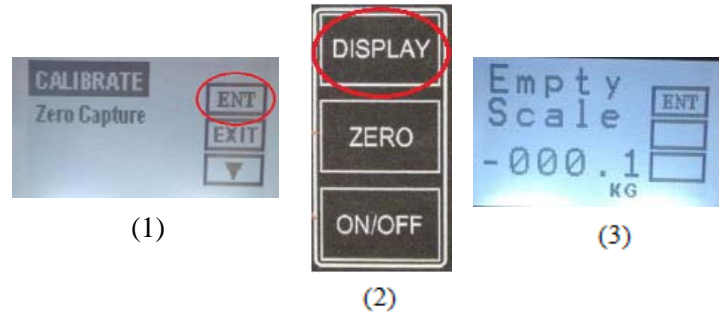 CALIBRATE
Zero Capture
ENT
EXIT
(1)
DISPLAY
ZERO
ON/OFF
(2)
Empty
Scale
-000.1
KG
ENT
(3)